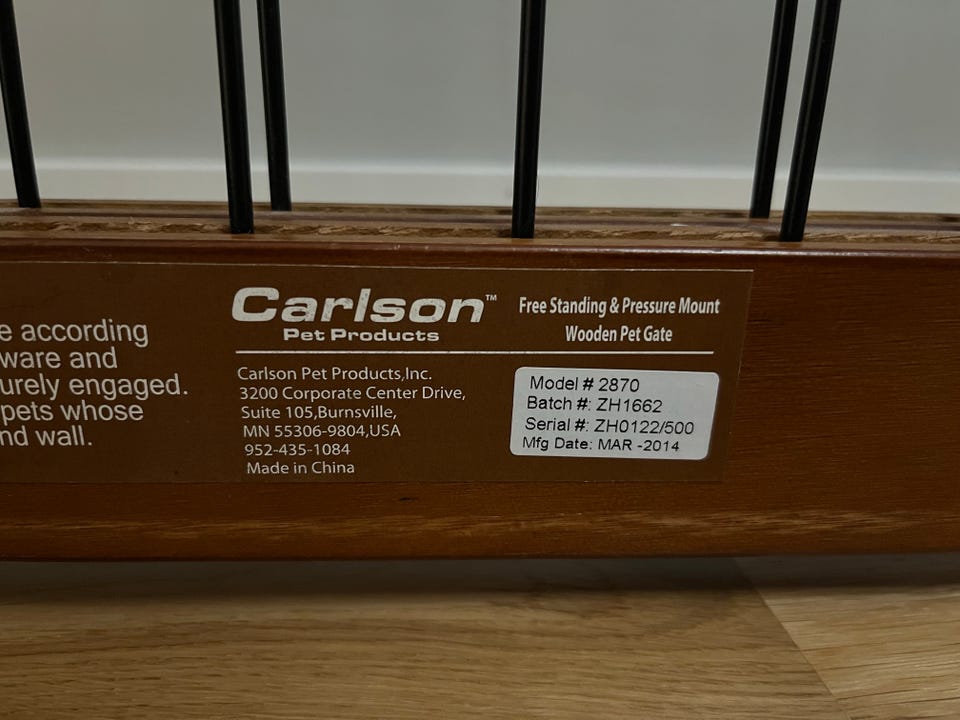 e according
ware and
urely engaged.
pets whose
nd wall.
Carlson™
Pet Products
Carlson Pet Products,Inc.
3200 Corporate Center Drive,
Suite 105,Burnsville,
MN 55306-9804,USA
952-435-1084
Made in China
Free Standing & Pressure Mount
Wooden Pet Gate
Model # 2870
Batch #: ZH1662
Serial #: ZH0122/500
Mfg Date: MAR -2014